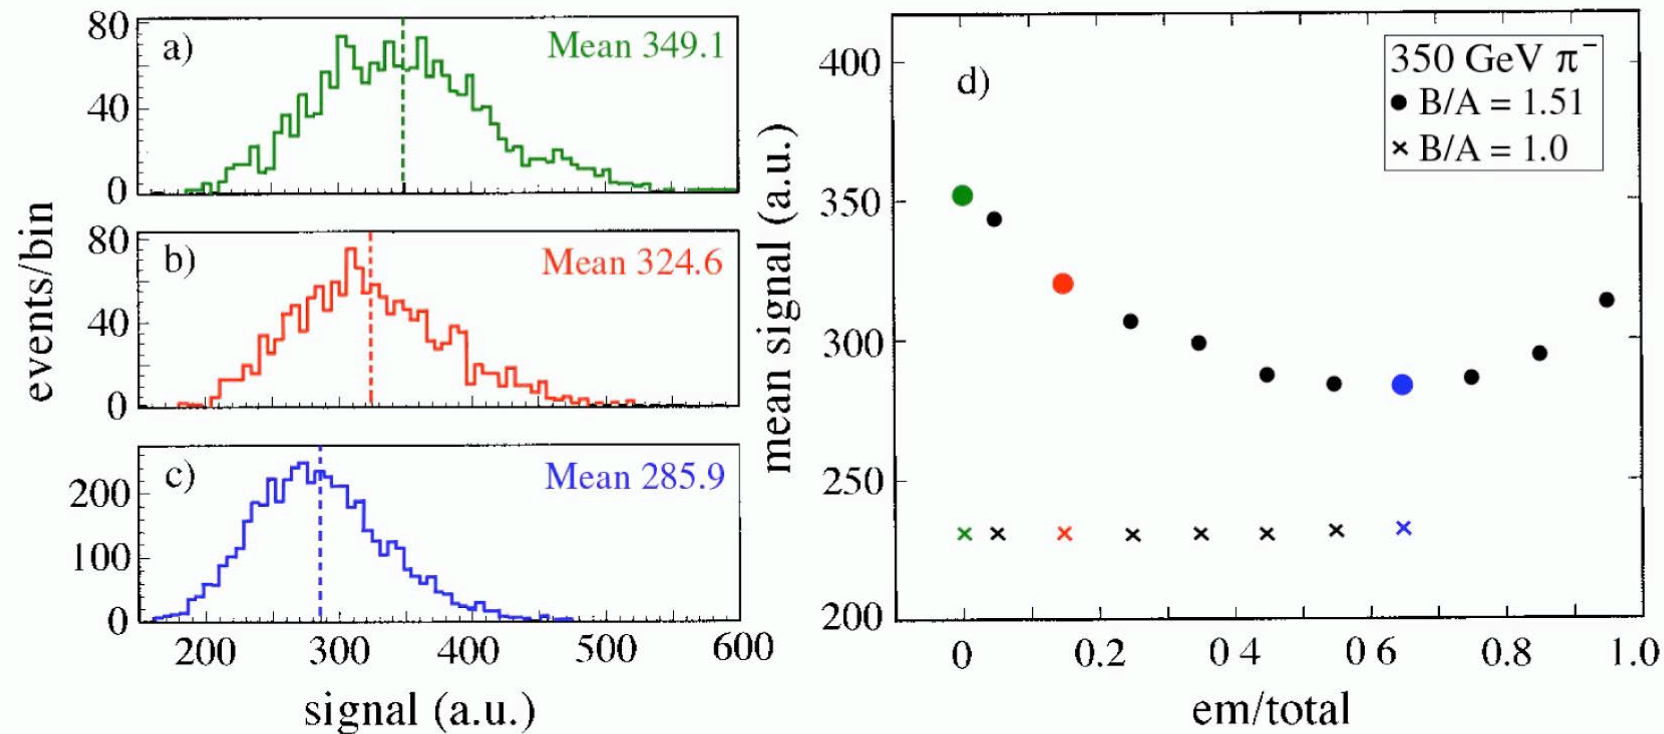 events/bin
80
40
0
a)
Mean 349.1
80
40
0
b)
Mean 324.6
200
100
0
c)
Mean 285.9
200 300 400 500 600
signal (a.u.)
mean signal (a.u.)
400
350
300
250
200
d)
350 GeV π⁻
● B/A = 1.51
× B/A = 1.0
0 0.2 0 4 0 6 0.8 1.0
em/total